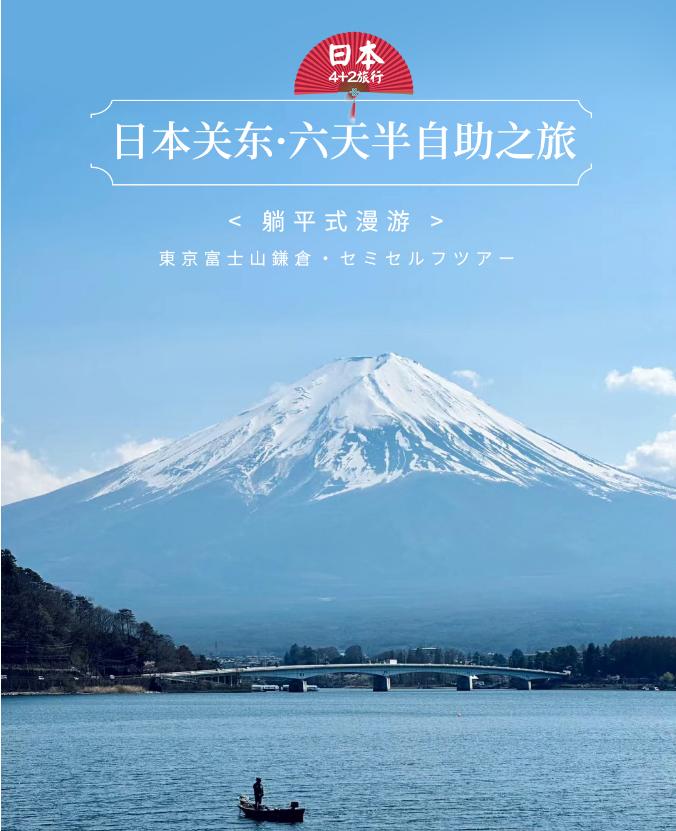 日本
4+2旅行
日本关东·六天半自助之旅
< 躺平式漫游 >
東京富士山鎌倉・セミセルフツアー